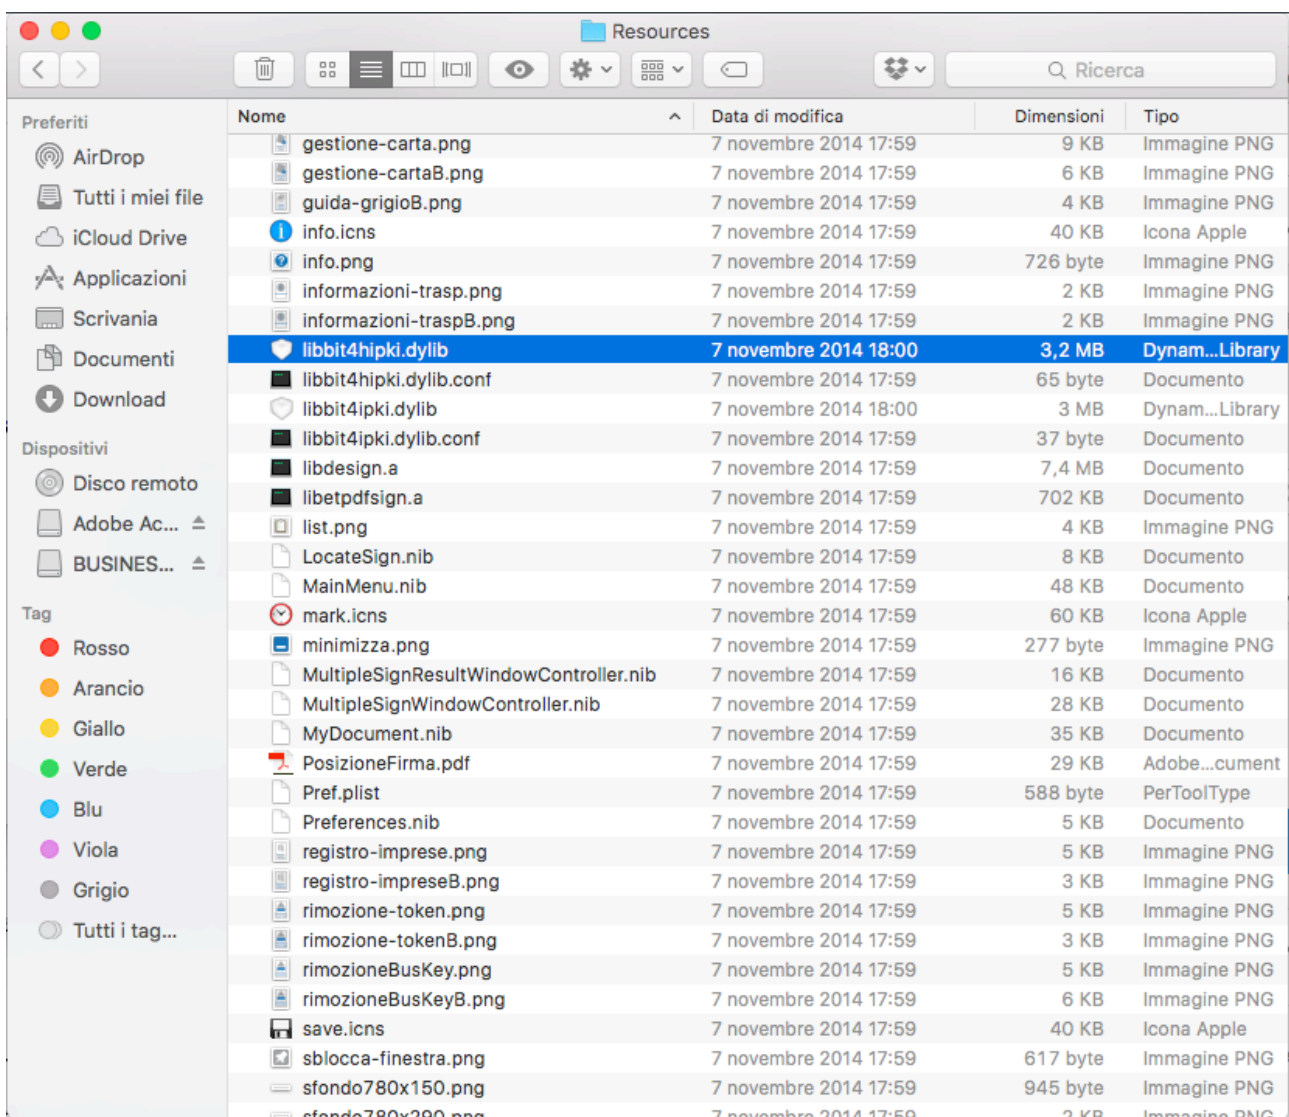 Resources
Ricerca
Preferiti
AirDrop
Tutti i miei file
iCloud Drive
Applicazioni
Scrivania
Documenti
Download
Dispositivi
Disco remoto
Adobe Ac...
BUSINES...
Tag
Rosso
Arancio
Giallo
Verde
Blu
Viola
Grigio
Tutti i tag...
Nome Data di modifica Dimensioni Tipo
gestione-carta.png 7 novembre 2014 17:59 9 KB Immagine PNG
gestione-cartaB.png 7 novembre 2014 17:59 6 KB Immagine PNG
guida-grigioB.png 7 novembre 2014 17:59 4 KB Immagine PNG
info.icns 7 novembre 2014 17:59 40 KB Icona Apple
info.png 7 novembre 2014 17:59 726 byte Immagine PNG
informazioni-trasp.png 7 novembre 2014 17:59 2 KB Immagine PNG
informazioni-traspB.png 7 novembre 2014 17:59 2 KB Immagine PNG
libbit4hipki.dylib 7 novembre 2014 18:00 3,2 MB Dynam...Library
libbit4hipki.dylib.conf 7 novembre 2014 17:59 65 byte Documento
libbit4ipki.dylib 7 novembre 2014 18:00 3 MB Dynam...Library
libbit4ipki.dylib.conf 7 novembre 2014 17:59 37 byte Documento
libdesign.a 7 novembre 2014 17:59 7,4 MB Documento
libetpdfsign.a 7 novembre 2014 17:59 702 KB Documento
list.png 7 novembre 2014 17:59 4 KB Immagine PNG
LocateSign.nib 7 novembre 2014 17:59 8 KB Documento
MainMenu.nib 7 novembre 2014 17:59 48 KB Documento
mark.icns 7 novembre 2014 17:59 60 KB Icona Apple
minimizza.png 7 novembre 2014 17:59 277 byte Immagine PNG
MultipleSignResultWindowController.nib 7 novembre 2014 17:59 16 KB Documento
MultipleSignWindowController.nib 7 novembre 2014 17:59 28 KB Documento
MyDocument.nib 7 novembre 2014 17:59 35 KB Documento
PosizioneFirma.pdf 7 novembre 2014 17:59 29 KB Adobe...cument
Pref.plist 7 novembre 2014 17:59 588 byte PerToolType
Preferences.nib 7 novembre 2014 17:59 5 KB Documento
registro-imprese.png 7 novembre 2014 17:59 5 KB Immagine PNG
registro-impreseB.png 7 novembre 2014 17:59 3 KB Immagine PNG
rimozione-token.png 7 novembre 2014 17:59 5 KB Immagine PNG
rimozione-tokenB.png 7 novembre 2014 17:59 3 KB Immagine PNG
rimozioneBusKey.png 7 novembre 2014 17:59 5 KB Immagine PNG
rimozioneBusKeyB.png 7 novembre 2014 17:59 6 KB Immagine PNG
save.icns 7 novembre 2014 17:59 40 KB Icona Apple
sblocca-finestra.png 7 novembre 2014 17:59 617 byte Immagine PNG
sfondo780x150.png 7 novembre 2014 17:59 945 byte Immagine PNG
sfondo780x290.png 7 novembre 2014 17:59 2 KB Immagine PNG